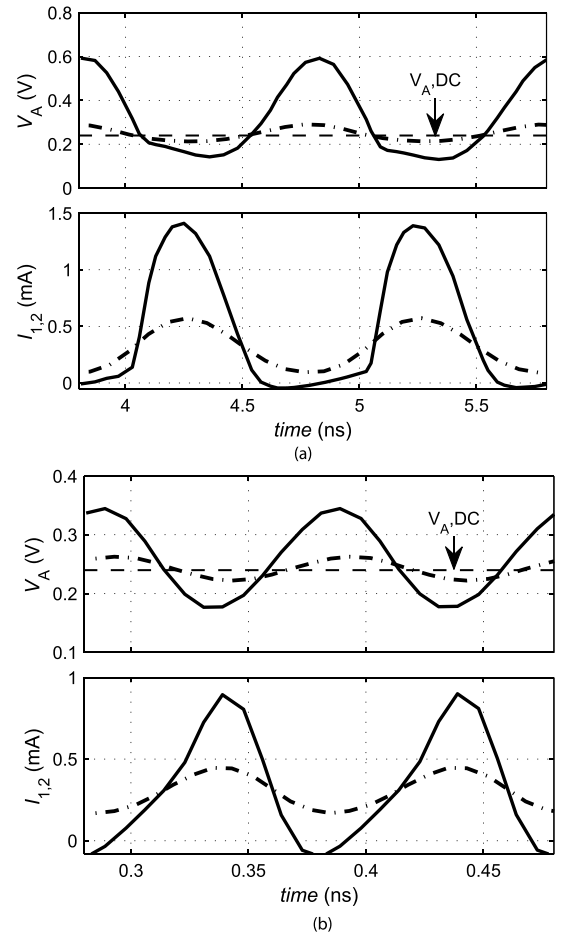 0.8
0.6
0.4
0.2
0
V_A (V)
V_A,DC
1.5
1
0.5
0
I_1,2 (mA)
4 4.5 5 5.5
time (ns)
(a)
0.4
0.3
0.2
0.1
V_A (V)
V_A,DC
1
0.5
0
I_1,2 (mA)
0.3 0.35 0.4 0.45
time (ns)
(b)